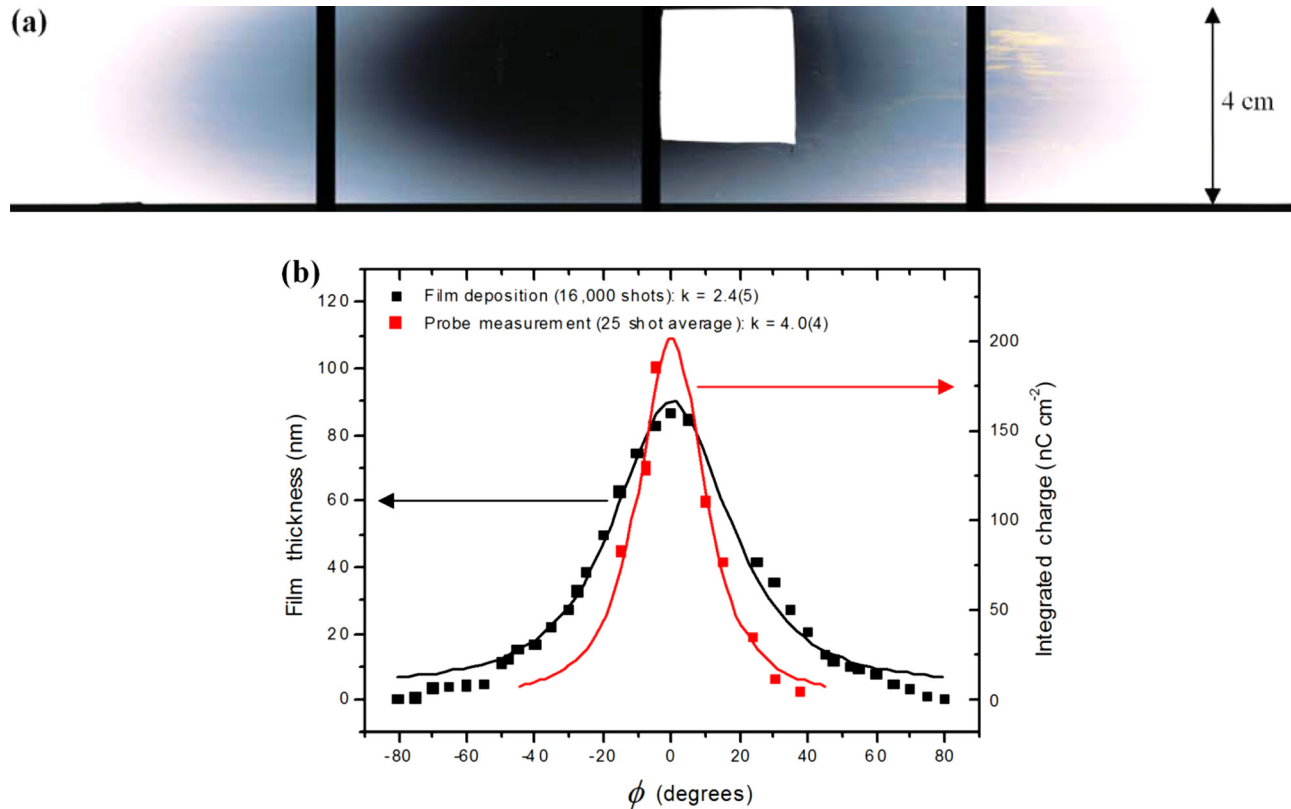 (a)
4 cm
(b)
Film deposition (16,000 shots): k = 2.4(5)
Probe measurement (25 shot average): k = 4.0(4)
120
100
80
60
40
20
0
Film thickness (nm)
200
150
100
50
0
Integrated charge (nC cm-2)
-80 -60 -40 -20 0 20 40 60 80
ϕ (degrees)